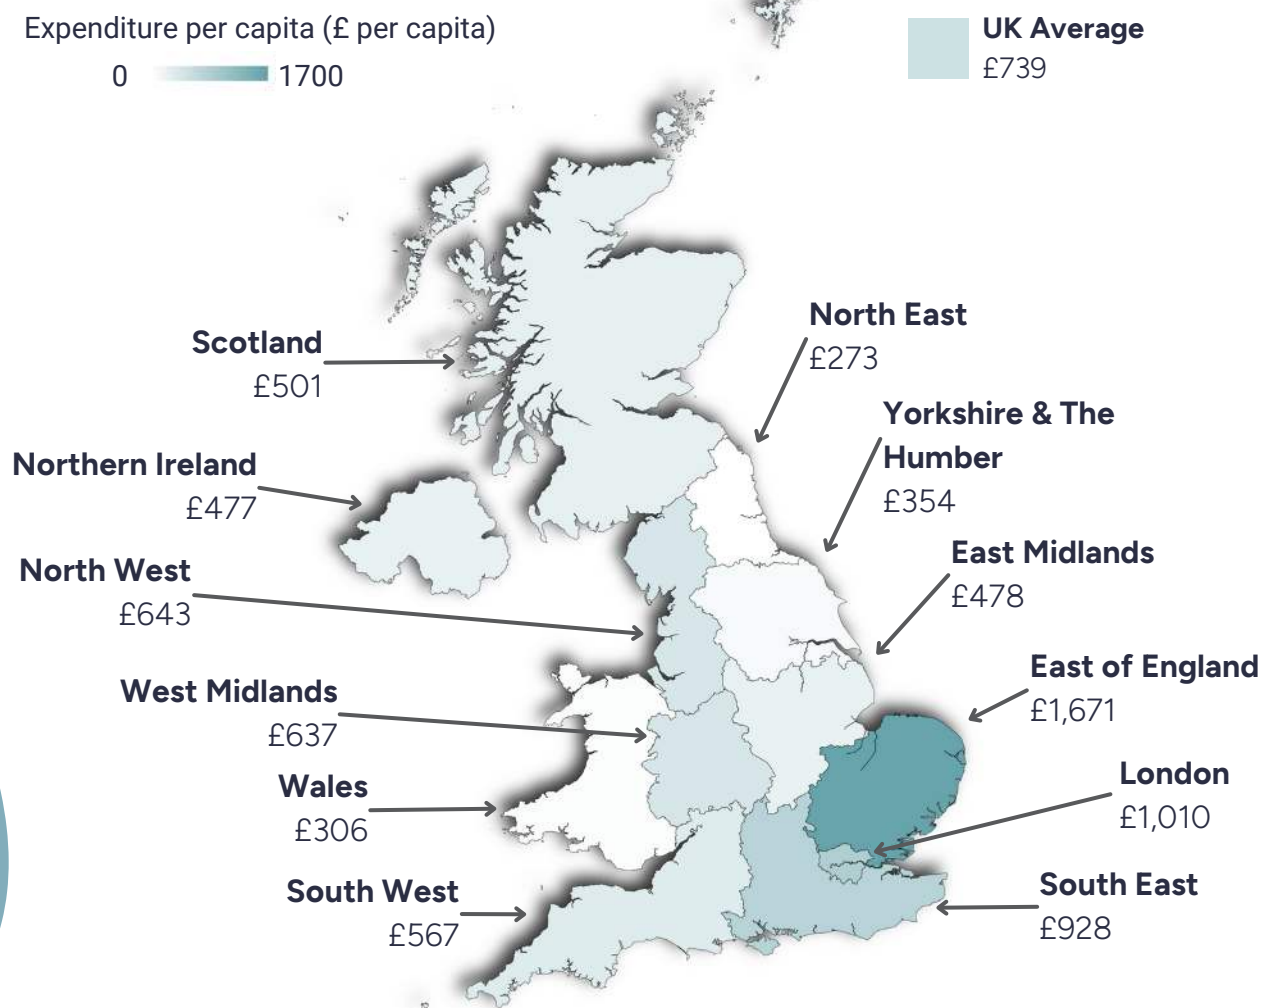 Expenditure per capita (£ per capita)
0 1700
UK Average
£739
Scotland
£501
North East
£273
Yorkshire & The
Humber
£354
Northern Ireland
£477
East Midlands
£478
North West
£643
East of England
£1,671
West Midlands
£637
London
£1,010
Wales
£306
South East
£928
South West
£567